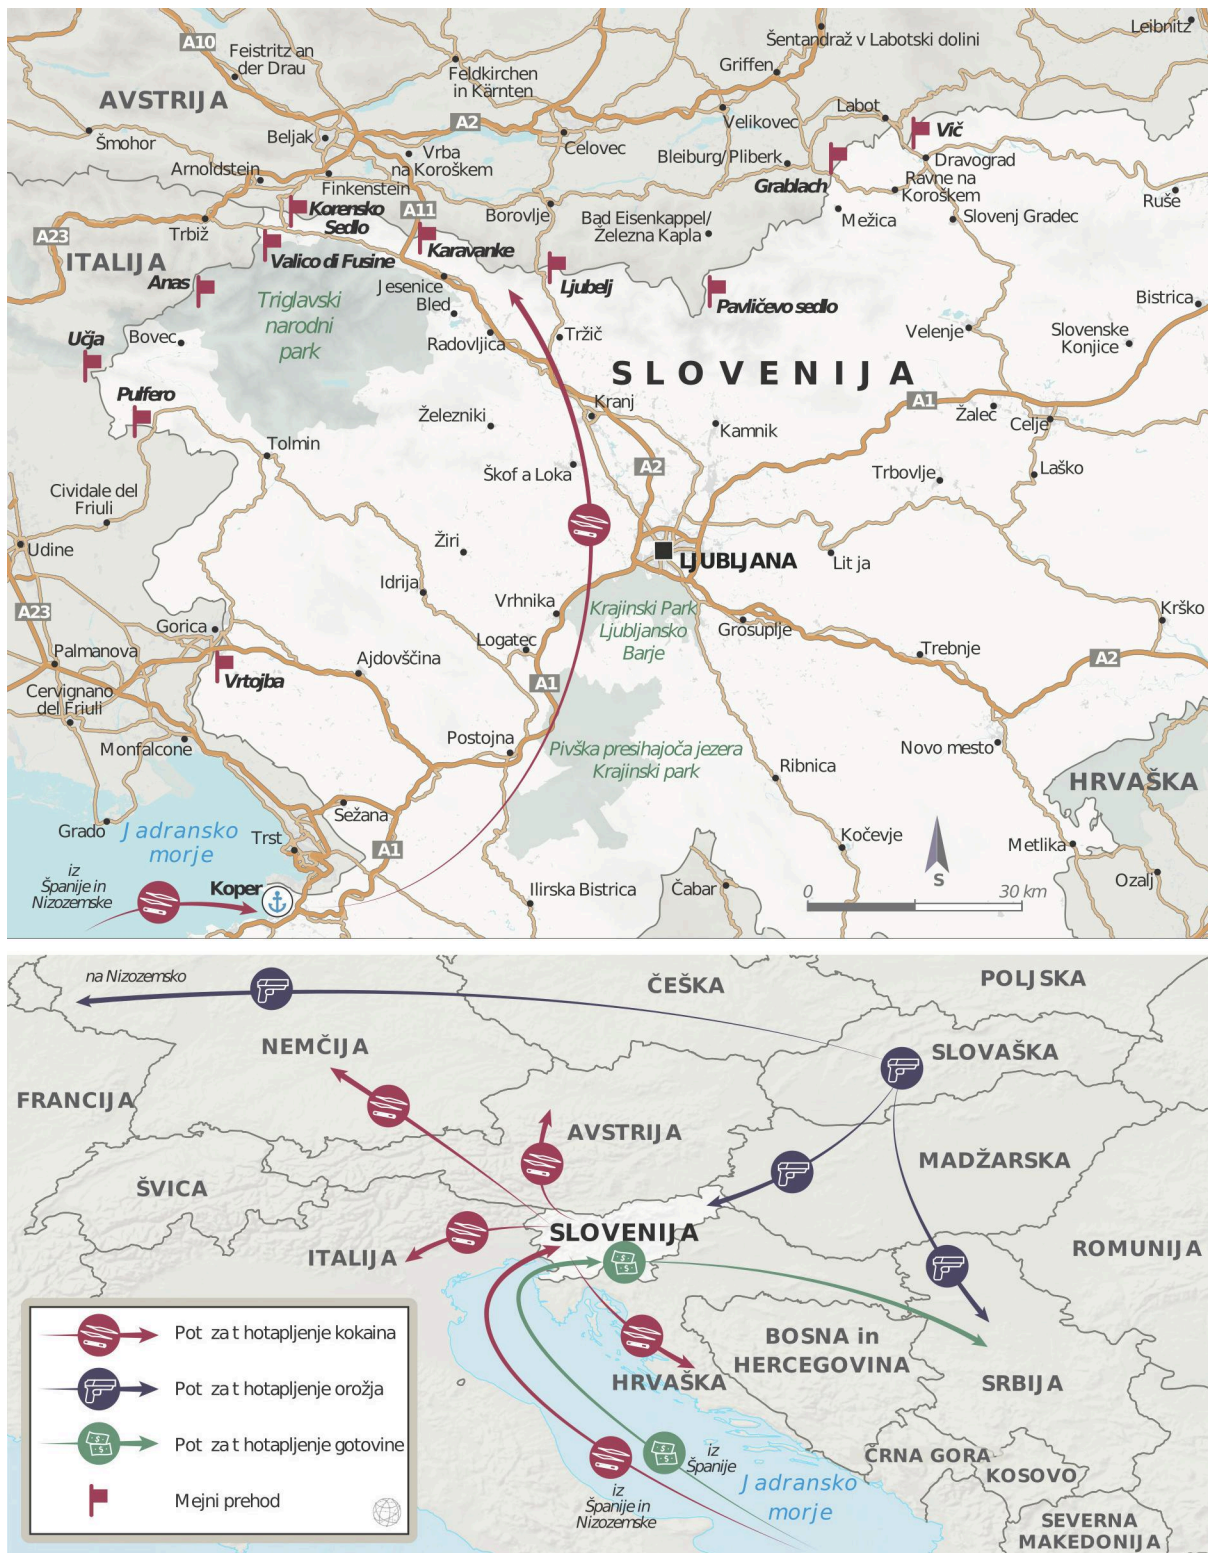 A10
Feistritz an
der Drau
Šentandraž v Labotski dolini
Leibnitz
Griffen
Feldkirchen
in Kärnten
AVSTRIJA
Labot
A2
Velikovec
Vič
Šmohor
Beljak
Celovec
Vrba
na Koroškem
Bleiburg/Pliberk
Dravograd
Arnoldstein
Finkenstein
Grablach
Ravne na
Koroškem
Ruše
Korensko
Sedlo
A11
Borovlje
Bad Eisenkappel/
Železna Kapla
Mežica
Slovenj Gradec
A23
Trbiž
Karavanke
ITALIJA
Valico di Fusine
Anas
Jesenice
Ljubelj
Bled
Pavličevo sedlo
Bistrica
Triglavski
narodni
park
Učja
Bovec
Radovljica
Tržič
Velenje
Slovenske
Konjice
SLOVENIJA
Pulfero
Železniki
Kranj
A1
Žalec
Celje
Kamnik
Tolmin
A2
Škof a Loka
Trbovlje
Laško
Cividale del
Friuli
Udine
Žiri
LJUBLJANA
Lit ja
Idrija
Vrhnika
Krajinski Park
Ljubljansko
Barje
A23
Krško
Gorica
Grosuplje
Logatec
Palmanova
Ajdovščina
Trebnje
A2
Vrtojba
A1
Cervignano
del Friuli
Monfalcone
Postojna
Pivška presihajoča jezera
Krajinski park
Novo mesto
Ribnica
HRVAŠKA
Sežana
Grado
Jadransko
morje
Trst
A1
Kočevje
Metlika
iz
Španije in
Nizozemske
Koper
S
Ozalj
Ilirska Bistrica
Čabar
0
30 km
na Nizozemsko
ČEŠKA
POLJSKA
NEMČIJA
SLOVAŠKA
FRANCIJA
AVSTRIJA
MADŽARSKA
ŠVICA
SLOVENIJA
ITALIJA
ROMUNIJA
Pot za t hotapljenje kokaina
BOSNA in
HERCEGOVINA
Pot za t hotapljenje orožja
HRVAŠKA
SRBIJA
Pot za t hotapljenje gotovine
iz
Španije
ČRNA GORA
KOSOVO
Jadransko
morje
iz
Španije in
Nizozemske
Mejni prehod
SEVERNA
MAKEDONIJA